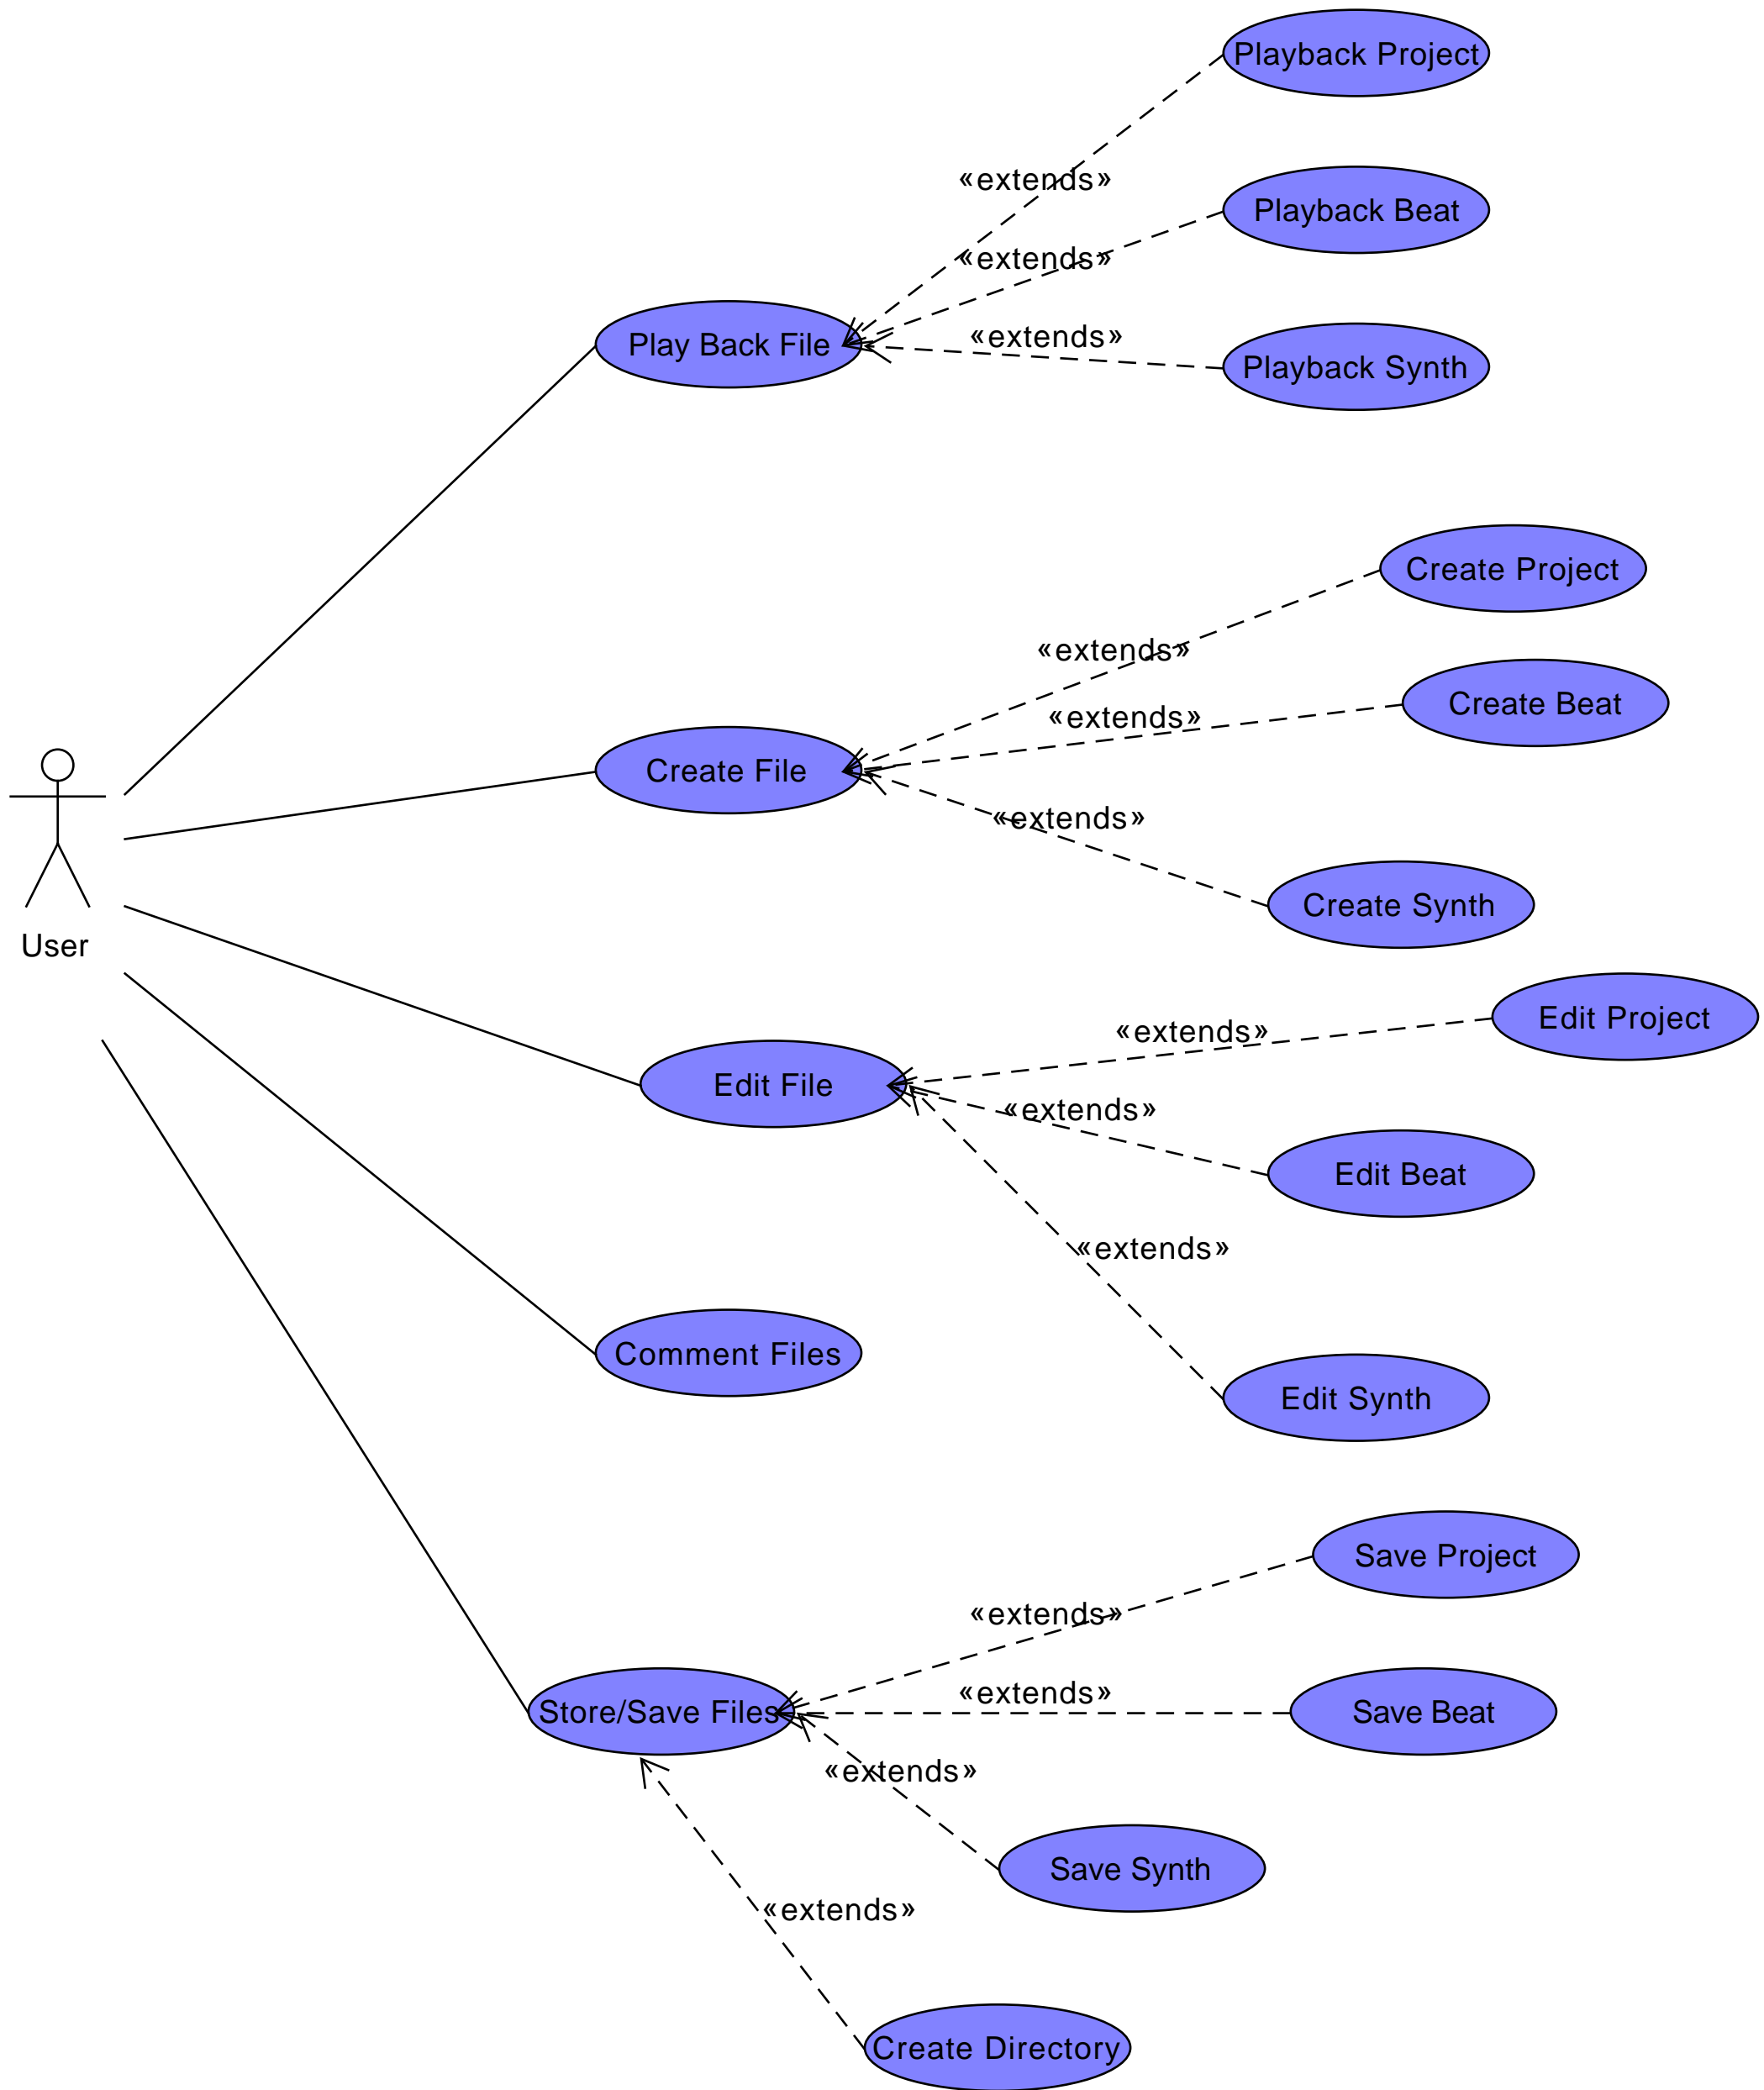 Playback Project
«extends»
Playback Beat
«extends»
Play Back File
«extends»
Playback Synth
Create Project
«extends»
Create Beat
«extends»
Create File
«extends»
Create Synth
User
Edit Project
«extends»
Edit File
«extends»
Edit Beat
«extends»
Comment Files
Edit Synth
Save Project
«extends»
Store/Save Files
«extends»
Save Beat
«extends»
Save Synth
«extends»
Create Directory